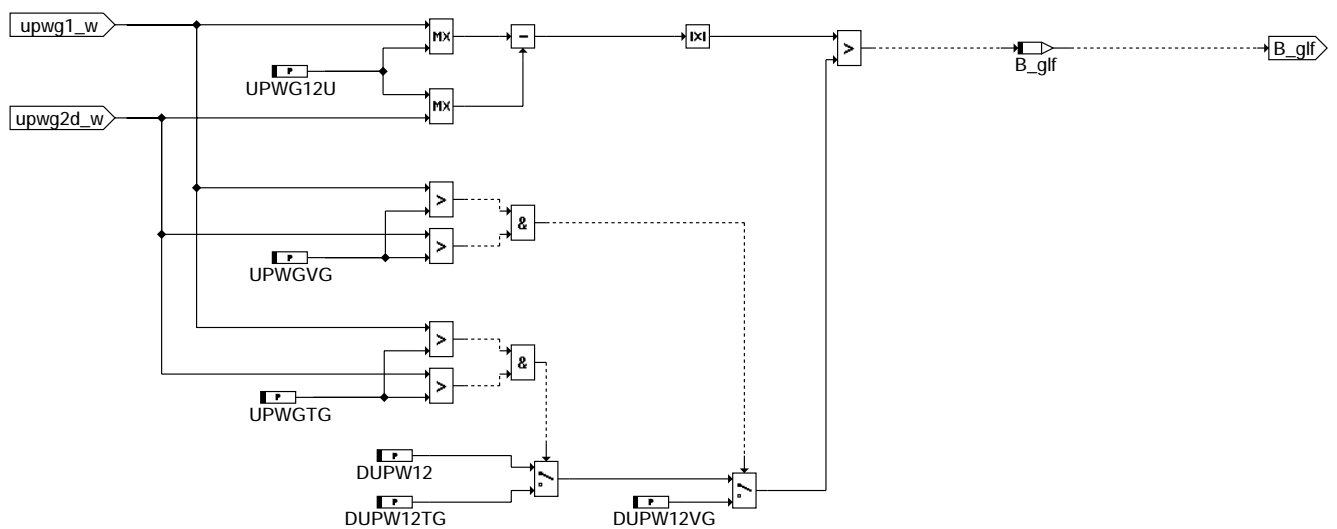 upwg1_w
MX
−
|x|
>
B_glf
B_glf
P
UPWG12U
MX
upwg2d_w
>
&
>
P
UPWGVG
>
&
>
P
UPWGTG
P
DUPW12
P
DUPW12TG
P
DUPW12VG